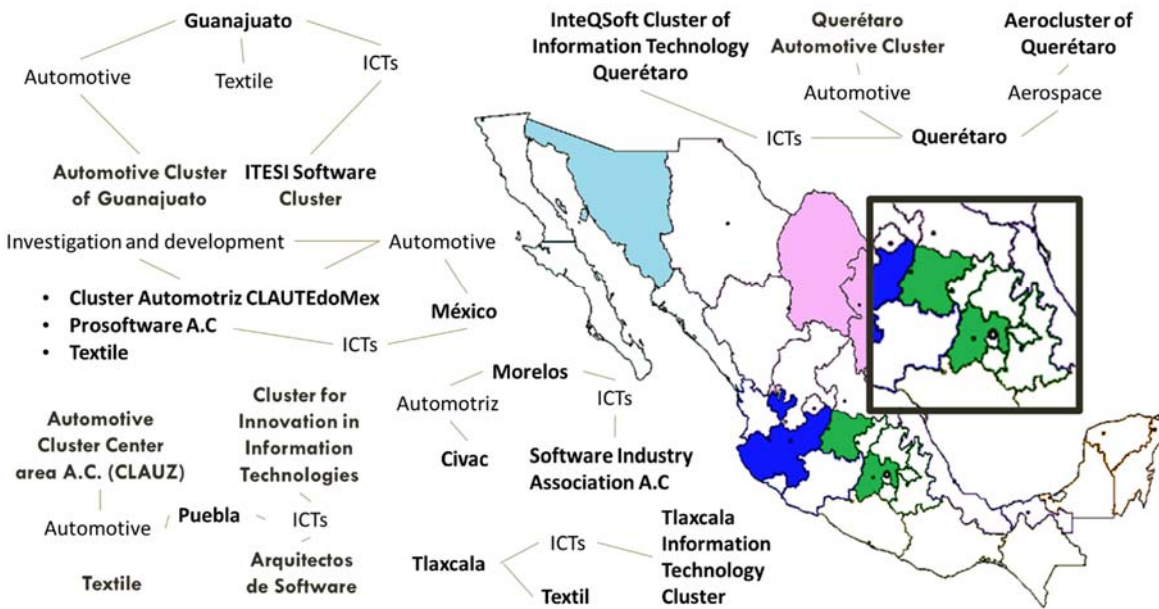 Guanajuato
Automotive
Textile
ICTs
Automotive Cluster
of Guanajuato
ITESI Software
Cluster
InteQSoft Cluster of
Information Technology
Querétaro
Querétaro
Automotive Cluster
Aerocluster of
Querétaro
Automotive
Aerospace
ICTs
Querétaro
Investigation and development
Automotive
• Cluster Automotriz CLAUTEdoMex
• Prosoftware A.C
• Textile
México
ICTs
Morelos
Automotriz
ICTs
Civac
Software Industry
Association A.C
Automotive
Cluster Center
area A.C. (CLAUZ)
Cluster for
Innovation in
Information
Technologies
Automotive
Puebla
ICTs
Textile
Arquitectos
de Software
Tlaxcala
ICTs
Textil
Tlaxcala
Information
Technology
Cluster